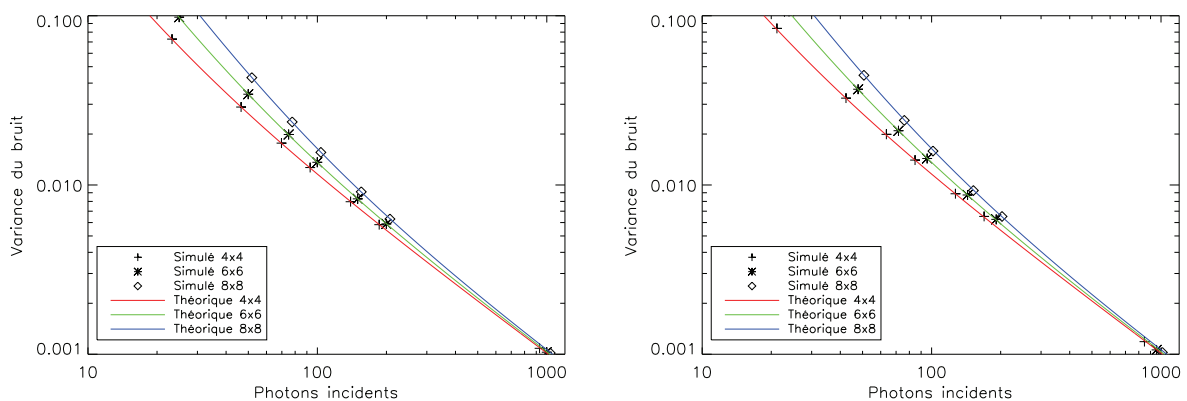 0.100
0.010
0.001
Variance du bruit
Simulé 4x4
Simulé 6x6
Simulé 8x8
Théorique 4x4
Théorique 6x6
Théorique 8x8
10
100
1000
Photons incidents
0.100
0.010
0.001
Variance du bruit
Simulé 4x4
Simulé 6x6
Simulé 8x8
Théorique 4x4
Théorique 6x6
Théorique 8x8
10
100
1000
Photons incidents